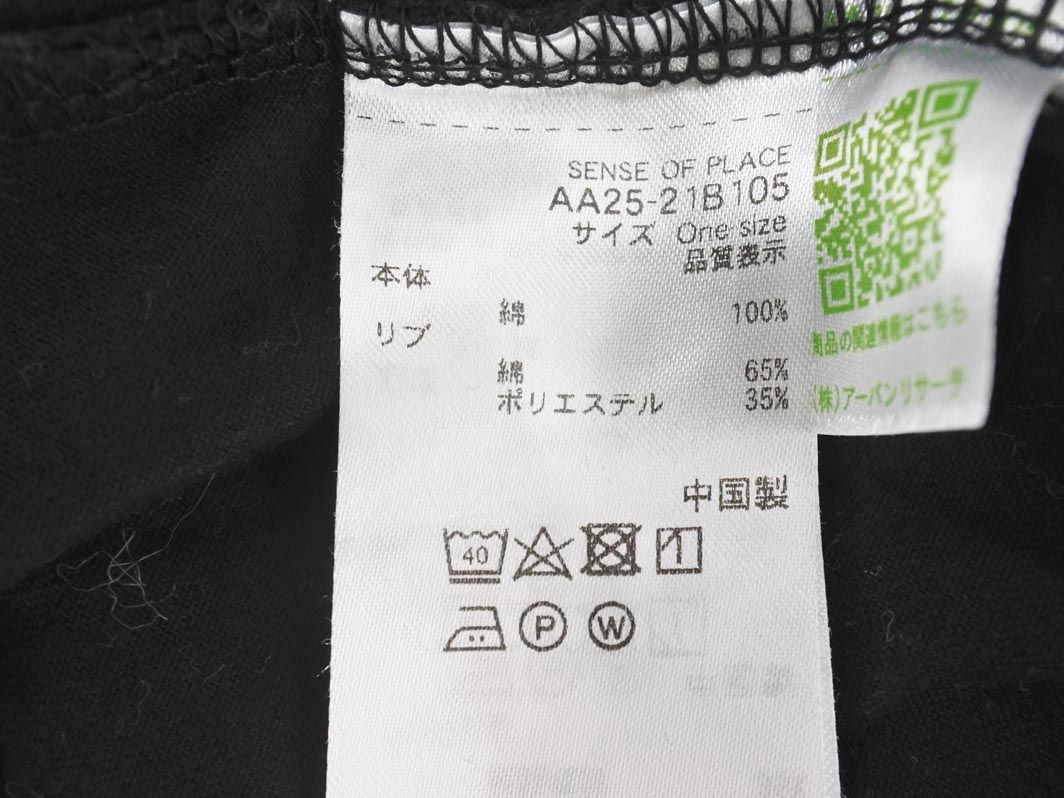 SENSE OF PLACE
AA25-21B105
サイズ One size
品質表示
本体
綿 100%
リブ
綿 65%
ポリエステル 35%
中国製
40
P
W
商品の関連情報はこちら
(株)アーバンリサーチ